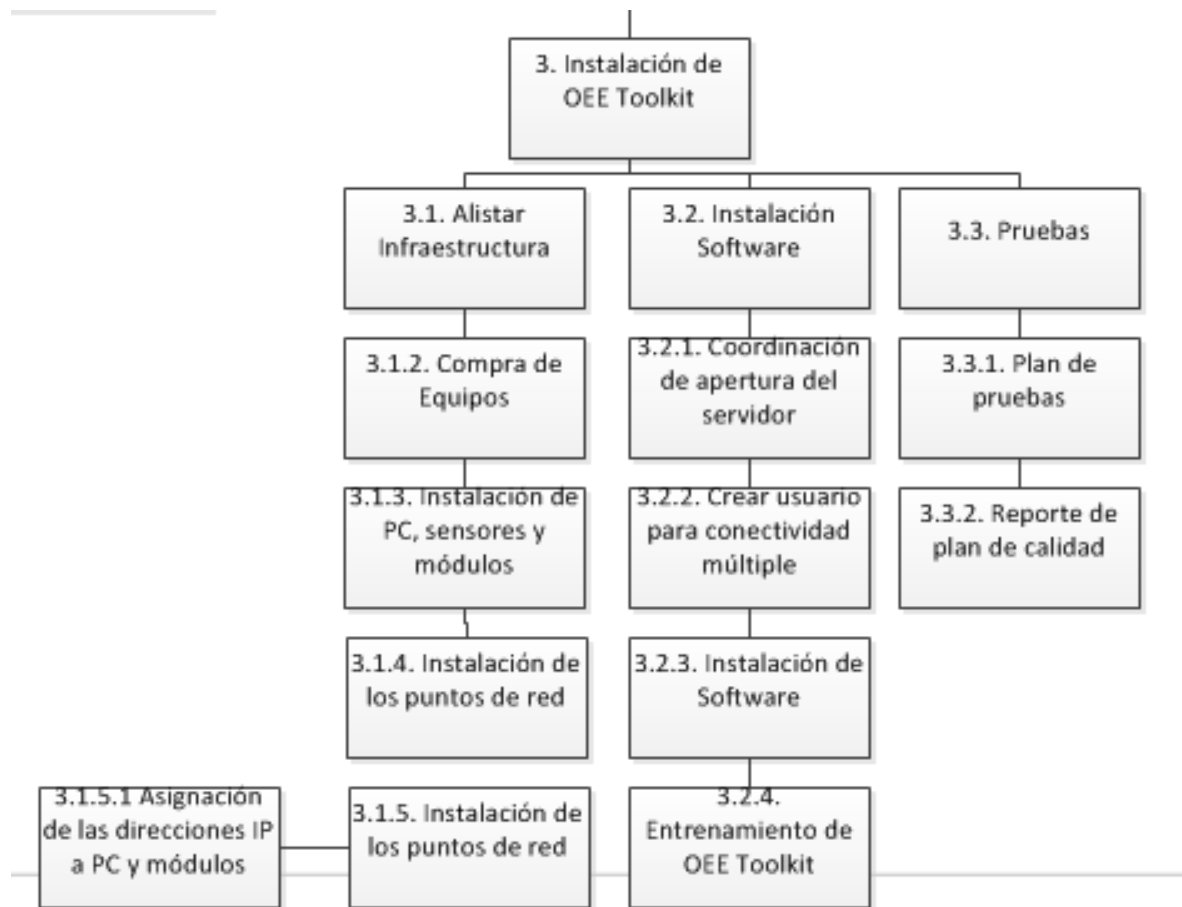 3. Instalación de
OEE Toolkit
3.1. Alistar
Infraestructura
3.2. Instalación
Software
3.3. Pruebas
3.1.2. Compra de
Equipos
3.2.1. Coordinación
de apertura del
servidor
3.3.1. Plan de
pruebas
3.1.3. Instalación de
PC, sensores y
módulos
3.2.2. Crear usuario
para conectividad
múltiple
3.3.2. Reporte de
plan de calidad
3.1.4. Instalación de
los puntos de red
3.2.3. Instalación de
Software
3.1.5.1 Asignación
de las direcciones IP
a PC y módulos
3.1.5. Instalación de
los puntos de red
3.2.4.
Entrenamiento de
OEE Toolkit